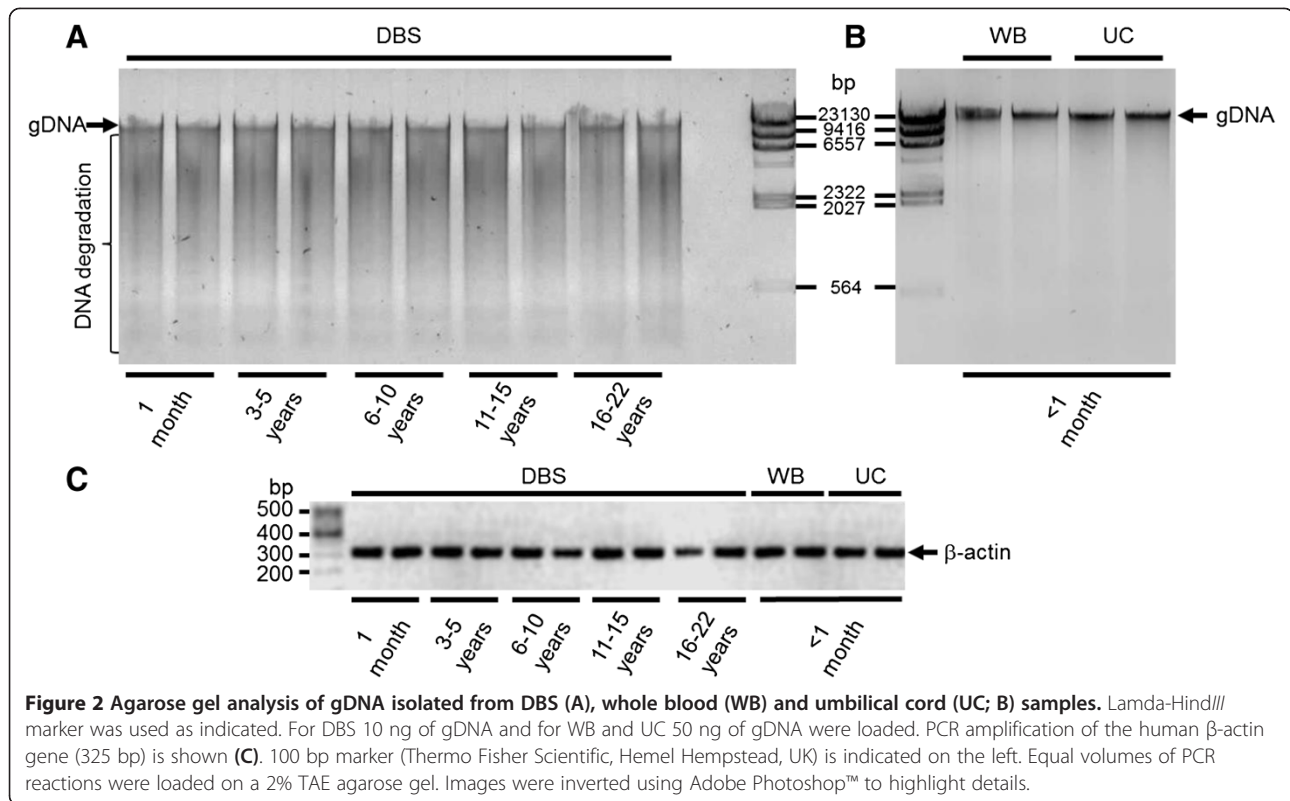 A
DBS
B
WB
UC
bp
gDNA
23130
9416
6557
gDNA
DNA degradation
2322
2027
564
1 month
3-5 years
6-10 years
11-15 years
16-22 years
<1 month
C
DBS
WB
UC
bp
500
400
300
200
β-actin
1 month
3-5 years
6-10 years
11-15 years
16-22 years
<1 month
Figure 2 Agarose gel analysis of gDNA isolated from DBS (A), whole blood (WB) and umbilical cord (UC; B) samples. Lamda-HindIII
marker was used as indicated. For DBS 10 ng of gDNA and for WB and UC 50 ng of gDNA were loaded. PCR amplification of the human β-actin
gene (325 bp) is shown (C). 100 bp marker (Thermo Fisher Scientific, Hemel Hempstead, UK) is indicated on the left. Equal volumes of PCR
reactions were loaded on a 2% TAE agarose gel. Images were inverted using Adobe Photoshop™ to highlight details.